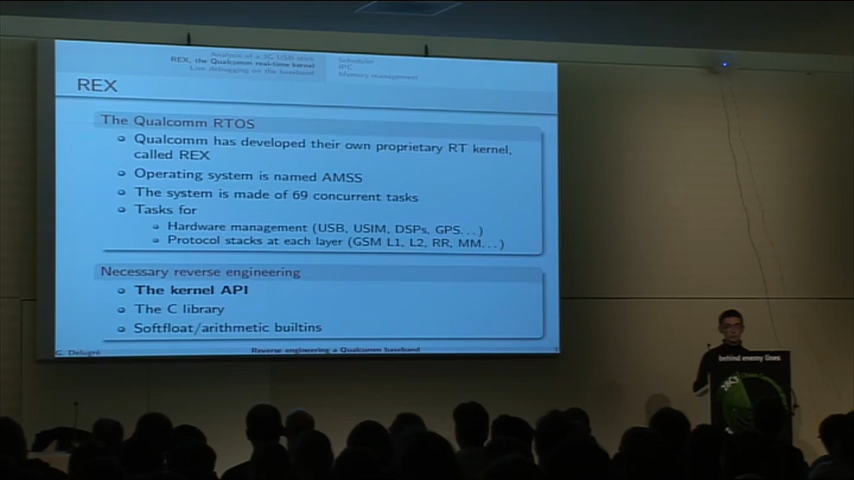 Analysis of a 3G USB stick
REX, the Qualcomm real-time kernel
Live debugging on the baseband
Scheduler
IPC
Memory management
REX
The Qualcomm RTOS
Qualcomm has developed their own proprietary RT kernel,
called REX
Operating system is named AMSS
The system is made of 69 concurrent tasks
Tasks for
Hardware management (USB, USIM, DSPs, GPS...)
Protocol stacks at each layer (GSM L1, L2, RR, MM...)
Necessary reverse engineering
The kernel API
The C library
Softfloat/arithmetic builtins
G. Delugré
Reverse engineering a Qualcomm baseband
behind enemy lines